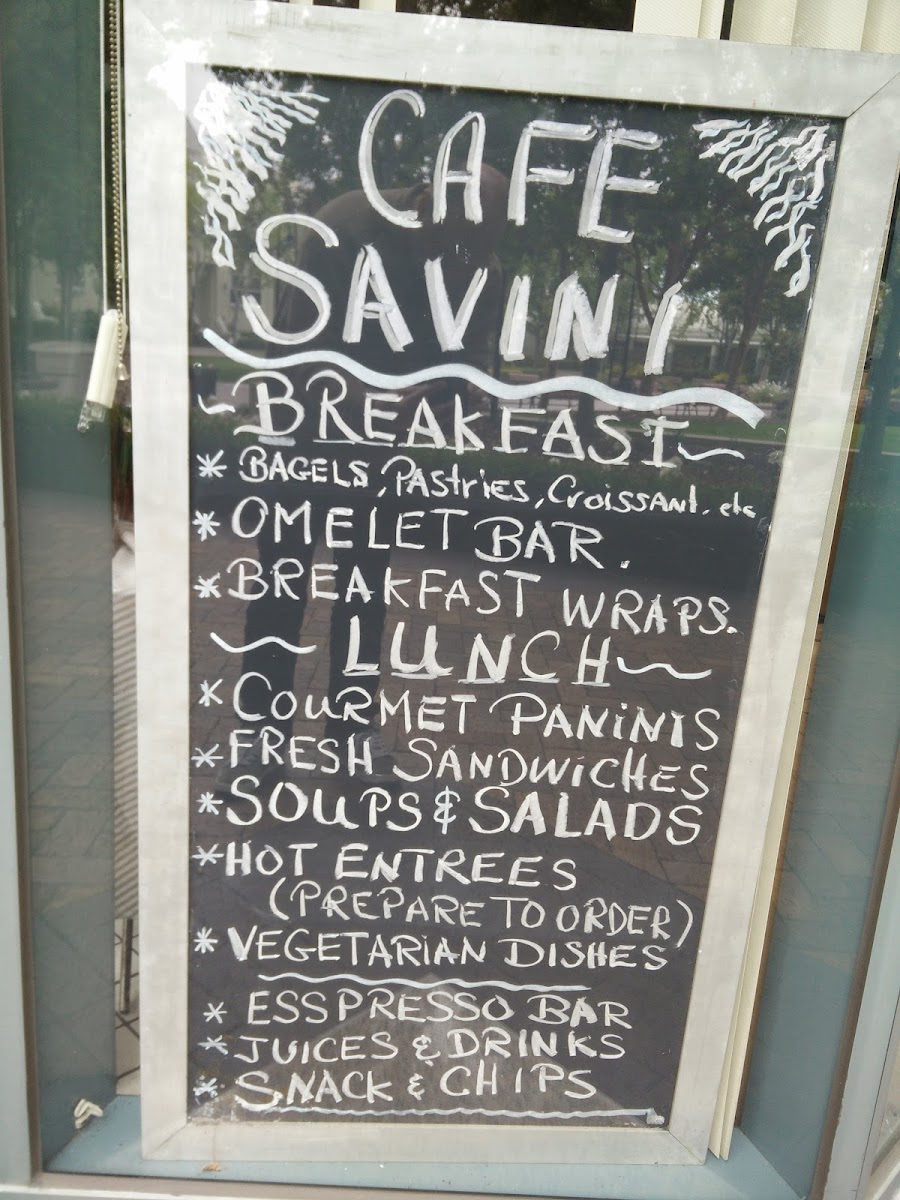 CAFE
SAVINI
~BREAKFAST~
* BAGELS, PAstries, Croissant, etc
* OMELET BAR.
* BREAKFAST WRAPS.
~ LUNCH ~
* COURMET PANiNIS
* FRESH SANDWiCHES
* SOUPS & SALADS
* HOT ENTREES
(PREPARE TO ORDER)
* VEGETARIAN DISHES
* ESSPRESSO BAR
* JUICES & DRINKS
* SNACK & CHIPS